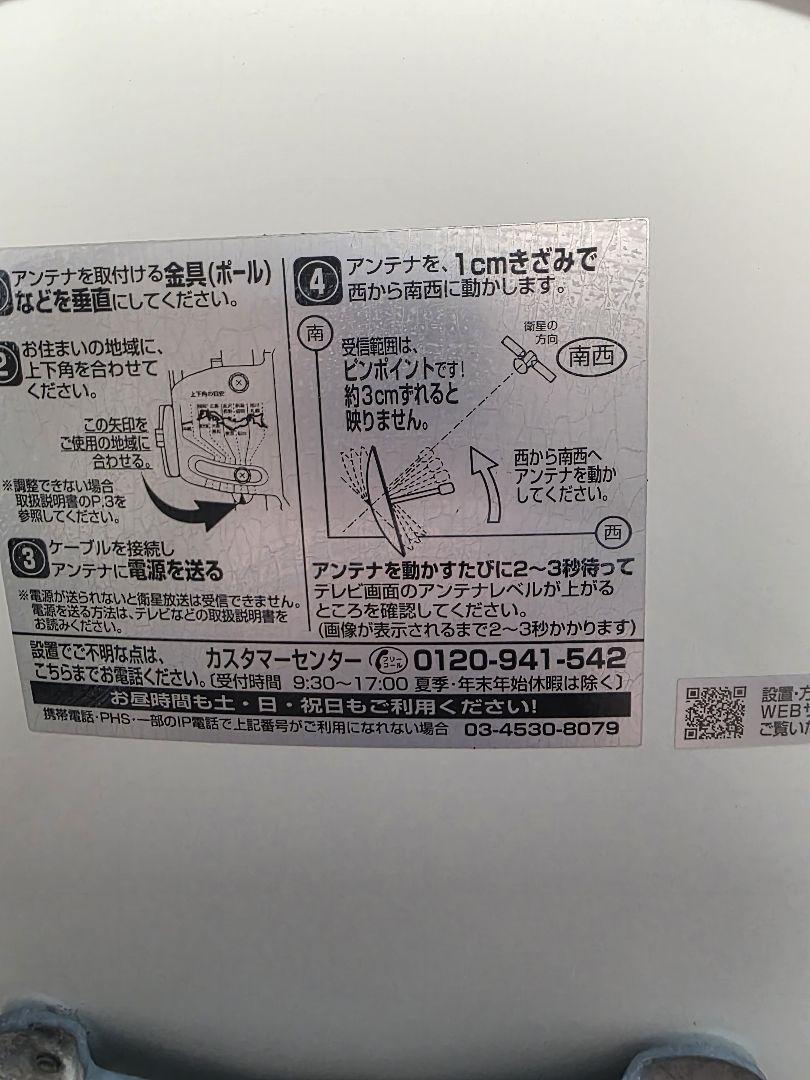 アンテナを取付ける金具(ポール)
などを垂直にしてください。
2 お住まいの地域に、
上下角を合わせて
ください。
上下角の目安
この矢印を
ご使用の地域に
合わせる。
※調整できない場合
取扱説明書のP.3を
参照してください。
3 ケーブルを接続し
アンテナに電源を送る
※電源が送られないと衛星放送は受信できません。
電源を送る方法は、テレビなどの取扱説明書を
お読みください。
4 アンテナを、1cmきざみで
西から南西に動かします。
南
受信範囲は、
ピンポイントです!
約3cmずれると
映りません。
衛星の
方向
南西
西から南西へ
アンテナを動か
してください。
西
アンテナを動かすたびに2〜3秒待って
テレビ画面のアンテナレベルが上がる
ところを確認してください。
(画像が表示されるまで2〜3秒かかります)
設置でご不明な点は、 カスタマーセンター フリーコール 0120-941-542
こちらまでお電話ください。〔受付時間 9:30〜17:00 夏季・年末年始休暇は除く〕
お昼時間も土・日・祝日もご利用ください!
携帯電話・PHS・一部のIP電話で上記番号がご利用になれない場合 03-4530-8079
設置・方
WEBサ
ご覧いた